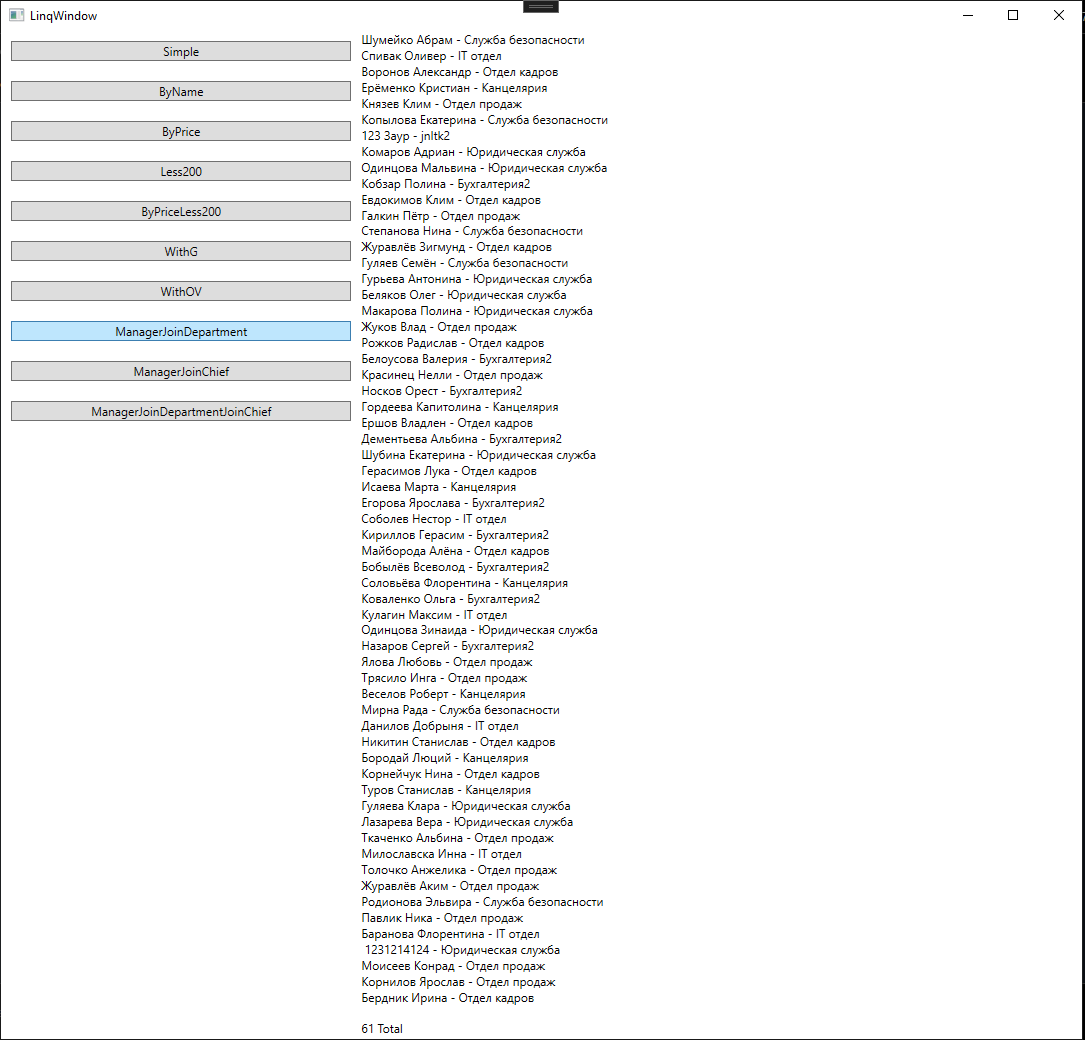 LinqWindow
Simple
ByName
ByPrice
Less200
ByPriceLess200
WithG
WithOV
ManagerJoinDepartment
ManagerJoinChief
ManagerJoinDepartmentJoinChief
Шумейко Абрам - Служба безопасности
Спивак Оливер - IT отдел
Воронов Александр - Отдел кадров
Ерёменко Кристиан - Канцелярия
Князев Клим - Отдел продаж
Копылова Екатерина - Служба безопасности
123 Заур - jnltk2
Комаров Адриан - Юридическая служба
Одинцова Мальвина - Юридическая служба
Кобзар Полина - Бухгалтерия2
Евдокимов Клим - Отдел кадров
Галкин Пётр - Отдел продаж
Степанова Нина - Служба безопасности
Журавлёв Зигмунд - Отдел кадров
Гуляев Семён - Служба безопасности
Гурьева Антонина - Юридическая служба
Беляков Олег - Юридическая служба
Макарова Полина - Юридическая служба
Жуков Влад - Отдел продаж
Рожков Радислав - Отдел кадров
Белоусова Валерия - Бухгалтерия2
Красинец Нелли - Отдел продаж
Носков Орест - Бухгалтерия2
Гордеева Капитолина - Канцелярия
Ершов Владлен - Отдел кадров
Дементьева Альбина - Бухгалтерия2
Шубина Екатерина - Юридическая служба
Герасимов Лука - Отдел кадров
Исаева Марта - Канцелярия
Егорова Ярослава - Бухгалтерия2
Соболев Нестор - IT отдел
Кириллов Герасим - Бухгалтерия2
Майборода Алёна - Отдел кадров
Бобылёв Всеволод - Бухгалтерия2
Соловьёва Флорентина - Канцелярия
Коваленко Ольга - Бухгалтерия2
Кулагин Максим - IT отдел
Одинцова Зинаида - Юридическая служба
Назаров Сергей - Бухгалтерия2
Ялова Любовь - Отдел продаж
Трясило Инга - Отдел продаж
Веселов Роберт - Канцелярия
Мирна Рада - Служба безопасности
Данилов Добрыня - IT отдел
Никитин Станислав - Отдел кадров
Бородай Люций - Канцелярия
Корнейчук Нина - Отдел кадров
Туров Станислав - Канцелярия
Гуляева Клара - Юридическая служба
Лазарева Вера - Юридическая служба
Ткаченко Альбина - Отдел продаж
Милославска Инна - IT отдел
Толочко Анжелика - Отдел продаж
Журавлёв Аким - Отдел продаж
Родионова Эльвира - Служба безопасности
Павлик Ника - Отдел продаж
Баранова Флорентина - IT отдел
1231214124 - Юридическая служба
Моисеев Конрад - Отдел продаж
Корнилов Ярослав - Отдел продаж
Бердник Ирина - Отдел кадров
61 Total